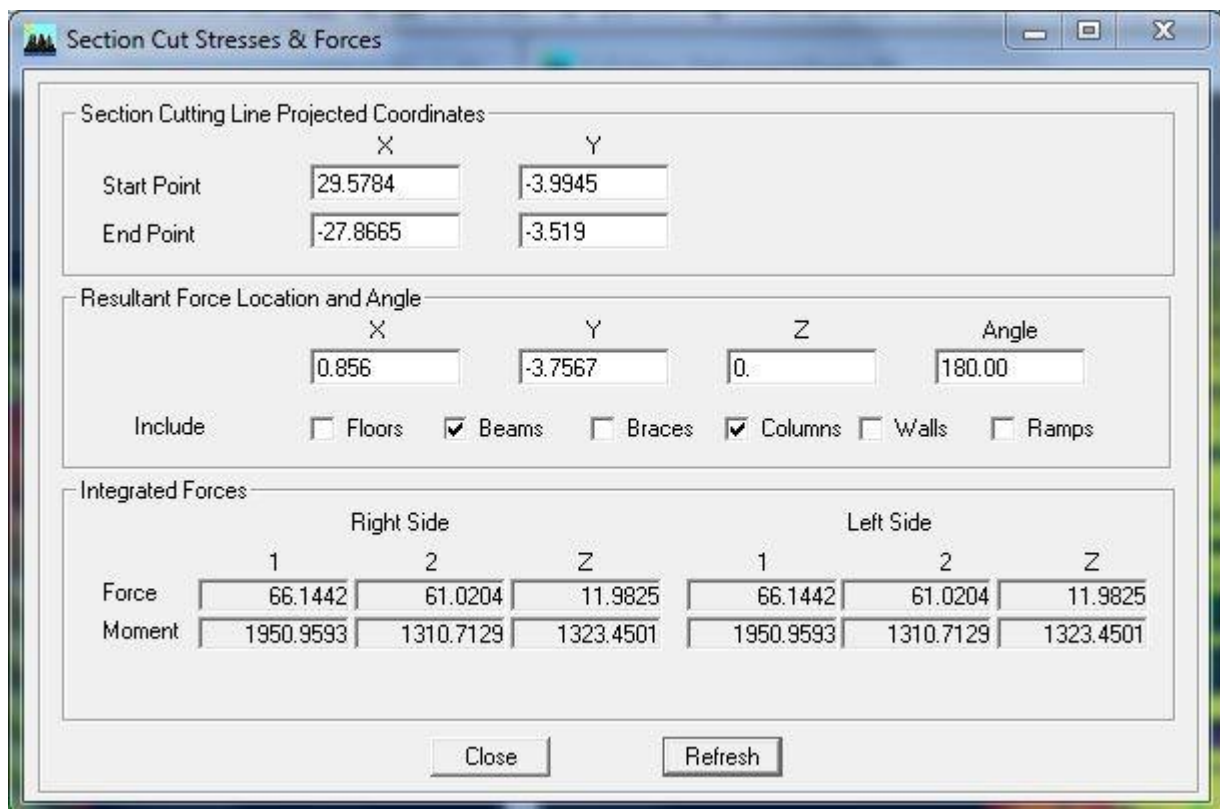 Section Cut Stresses & Forces
Section Cutting Line Projected Coordinates
X Y
Start Point 29.5784 -3.9945
End Point -27.8665 -3.519
Resultant Force Location and Angle
X Y Z Angle
0.856 -3.7567 0. 180.00
Include Floors Beams Braces Columns Walls Ramps
Integrated Forces
Right Side Left Side
1 2 Z 1 2 Z
Force 66.1442 61.0204 11.9825 66.1442 61.0204 11.9825
Moment 1950.9593 1310.7129 1323.4501 1950.9593 1310.7129 1323.4501
Close Refresh